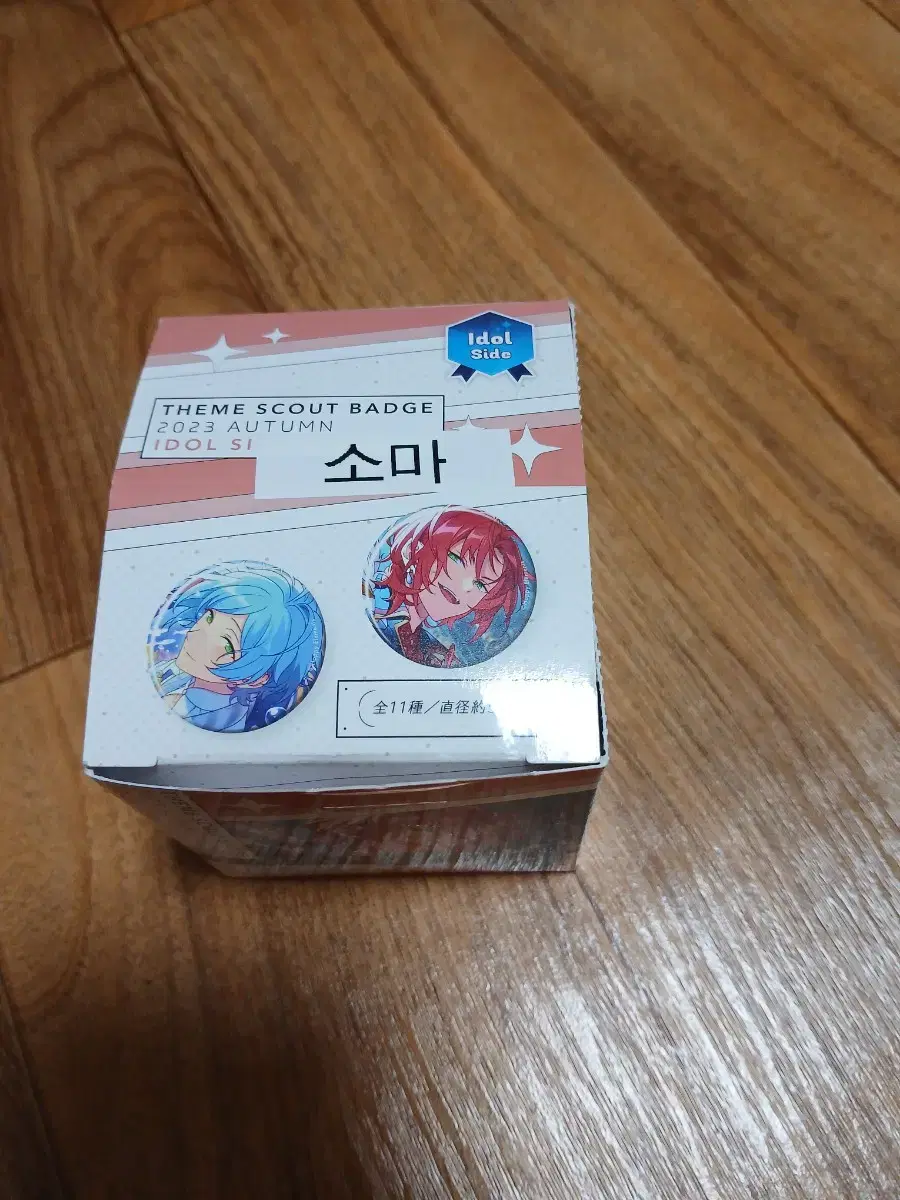 Idol
Side
THEME SCOUT BADGE
2023 AUTUMN
IDOL SI
소마
全11種/直径約